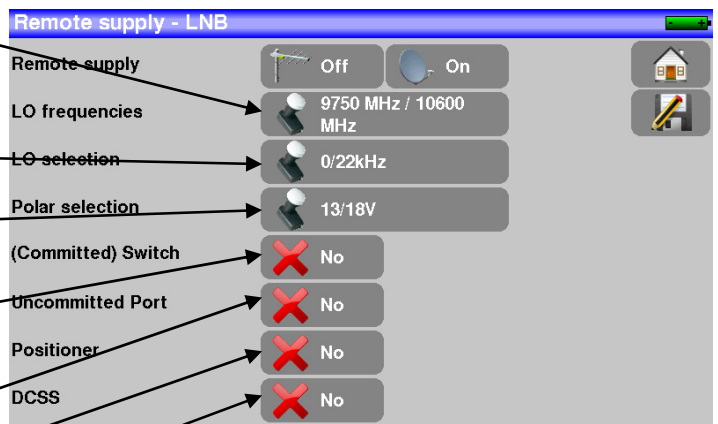 Remote supply - LNB
Remote supply Off On
LO frequencies 9750 MHz / 10600
MHz
LO selection 0/22kHz
Polar selection 13/18V
(Committed) Switch No
Uncommitted Port No
Positioner No
DCSS No